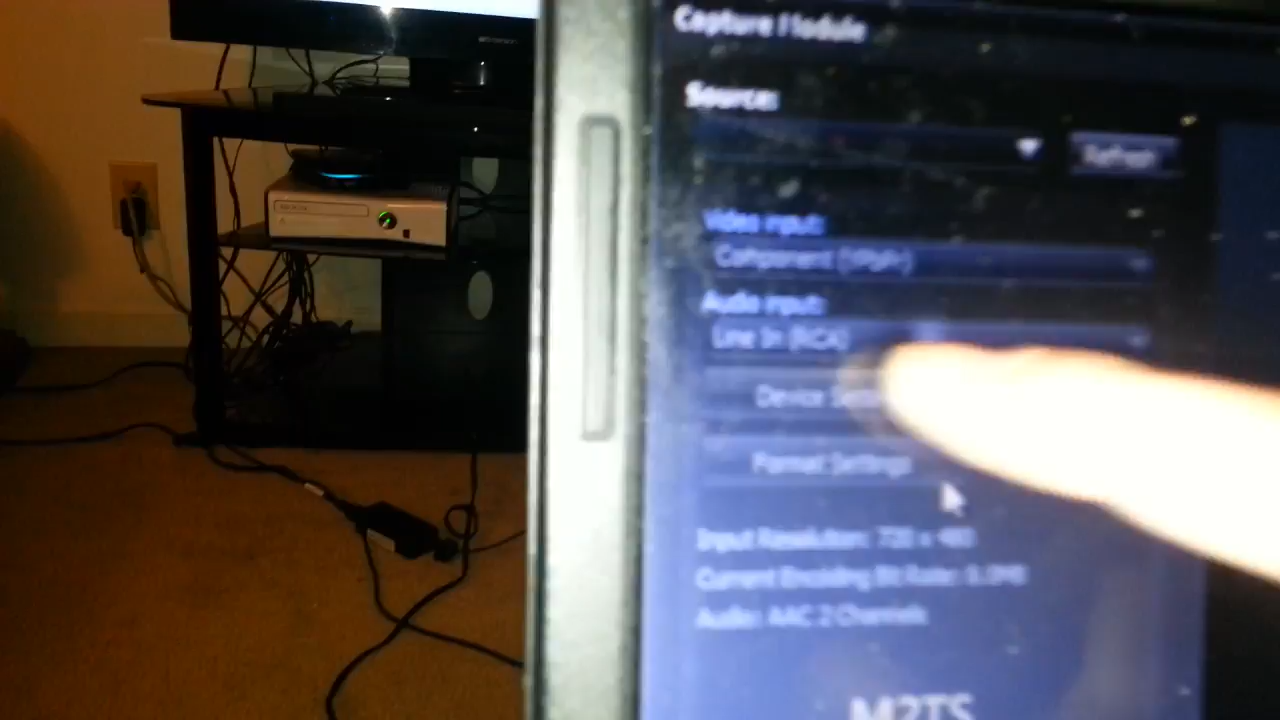 Capture Module
Source:
Refresh
Video input:
Component (YPbPr)
Audio input:
Line In (RCA)
Device
Format Settings
Input Resolution: 720 x 480
Current Encoding Bit Rate:
Audio: AAC 2 Channels
M2TS